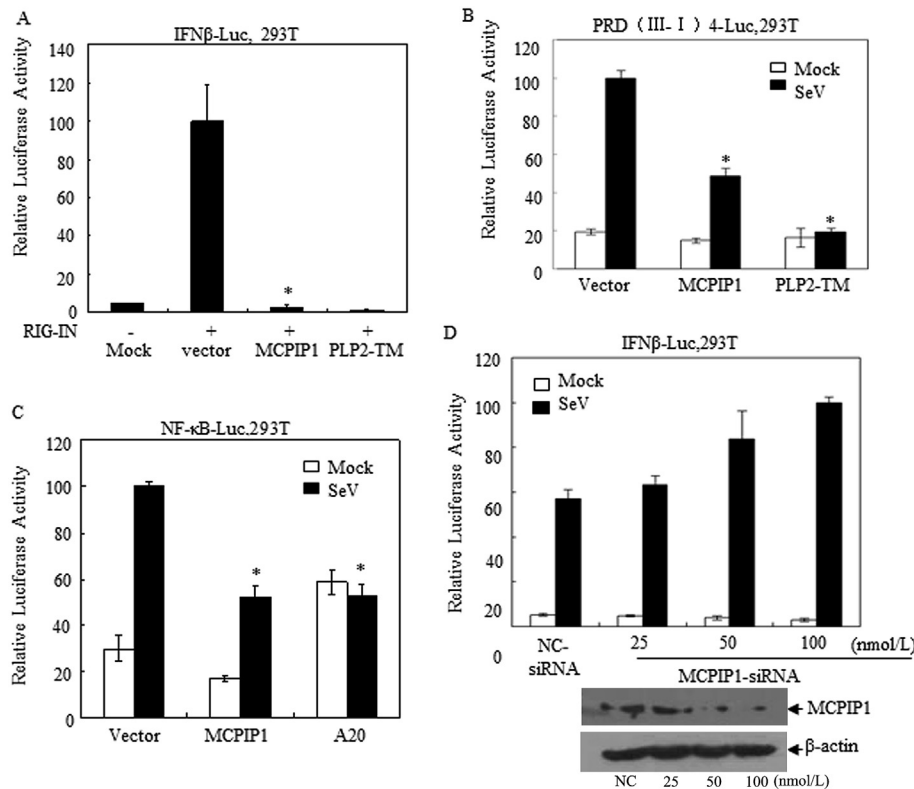 A
IFNβ-Luc, 293T
Relative Luciferase Activity
140
120
100
80
60
40
20
0
RIG-IN - + + +
Mock vector MCPIP1 PLP2-TM
*
B
PRD (III-I) 4-Luc,293T
Relative Luciferase Activity
120
100
80
60
40
20
0
Mock
SeV
*
*
Vector MCPIP1 PLP2-TM
C
NF-κB-Luc,293T
Relative Luciferase Activity
120
100
80
60
40
20
0
Mock
SeV
*
*
Vector MCPIP1 A20
D
IFNβ-Luc,293T
Relative Luciferase Activity
120
100
80
60
40
20
0
Mock
SeV
NC-siRNA 25 50 100 (nmol/L)
MCPIP1-siRNA
MCPIP1
β-actin
NC 25 50 100 (nmol/L)